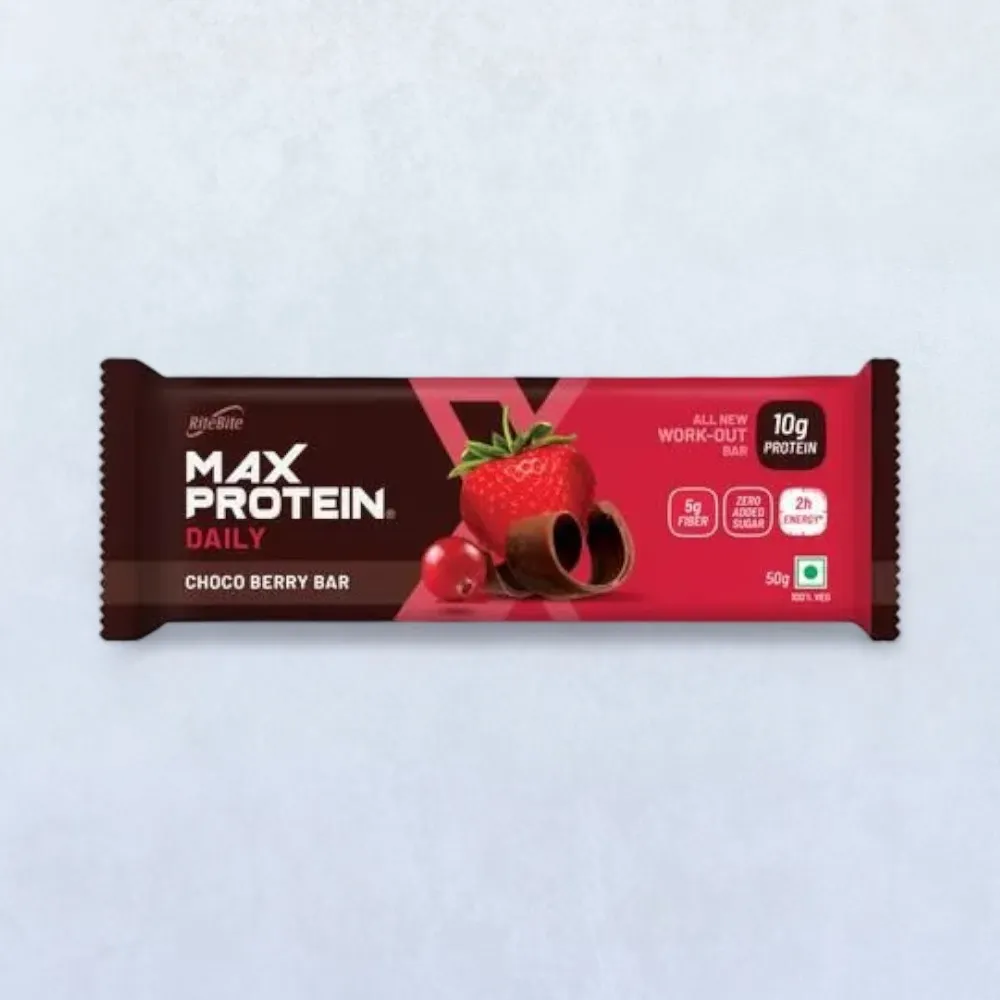 RiteBite
MAX
PROTEIN®
DAILY
CHOCO BERRY BAR
ALL NEW
WORK-OUT
BAR
10g
PROTEIN
5g
FIBER
ZERO
ADDED
SUGAR
2h
ENERGY*
50g
100% VEG